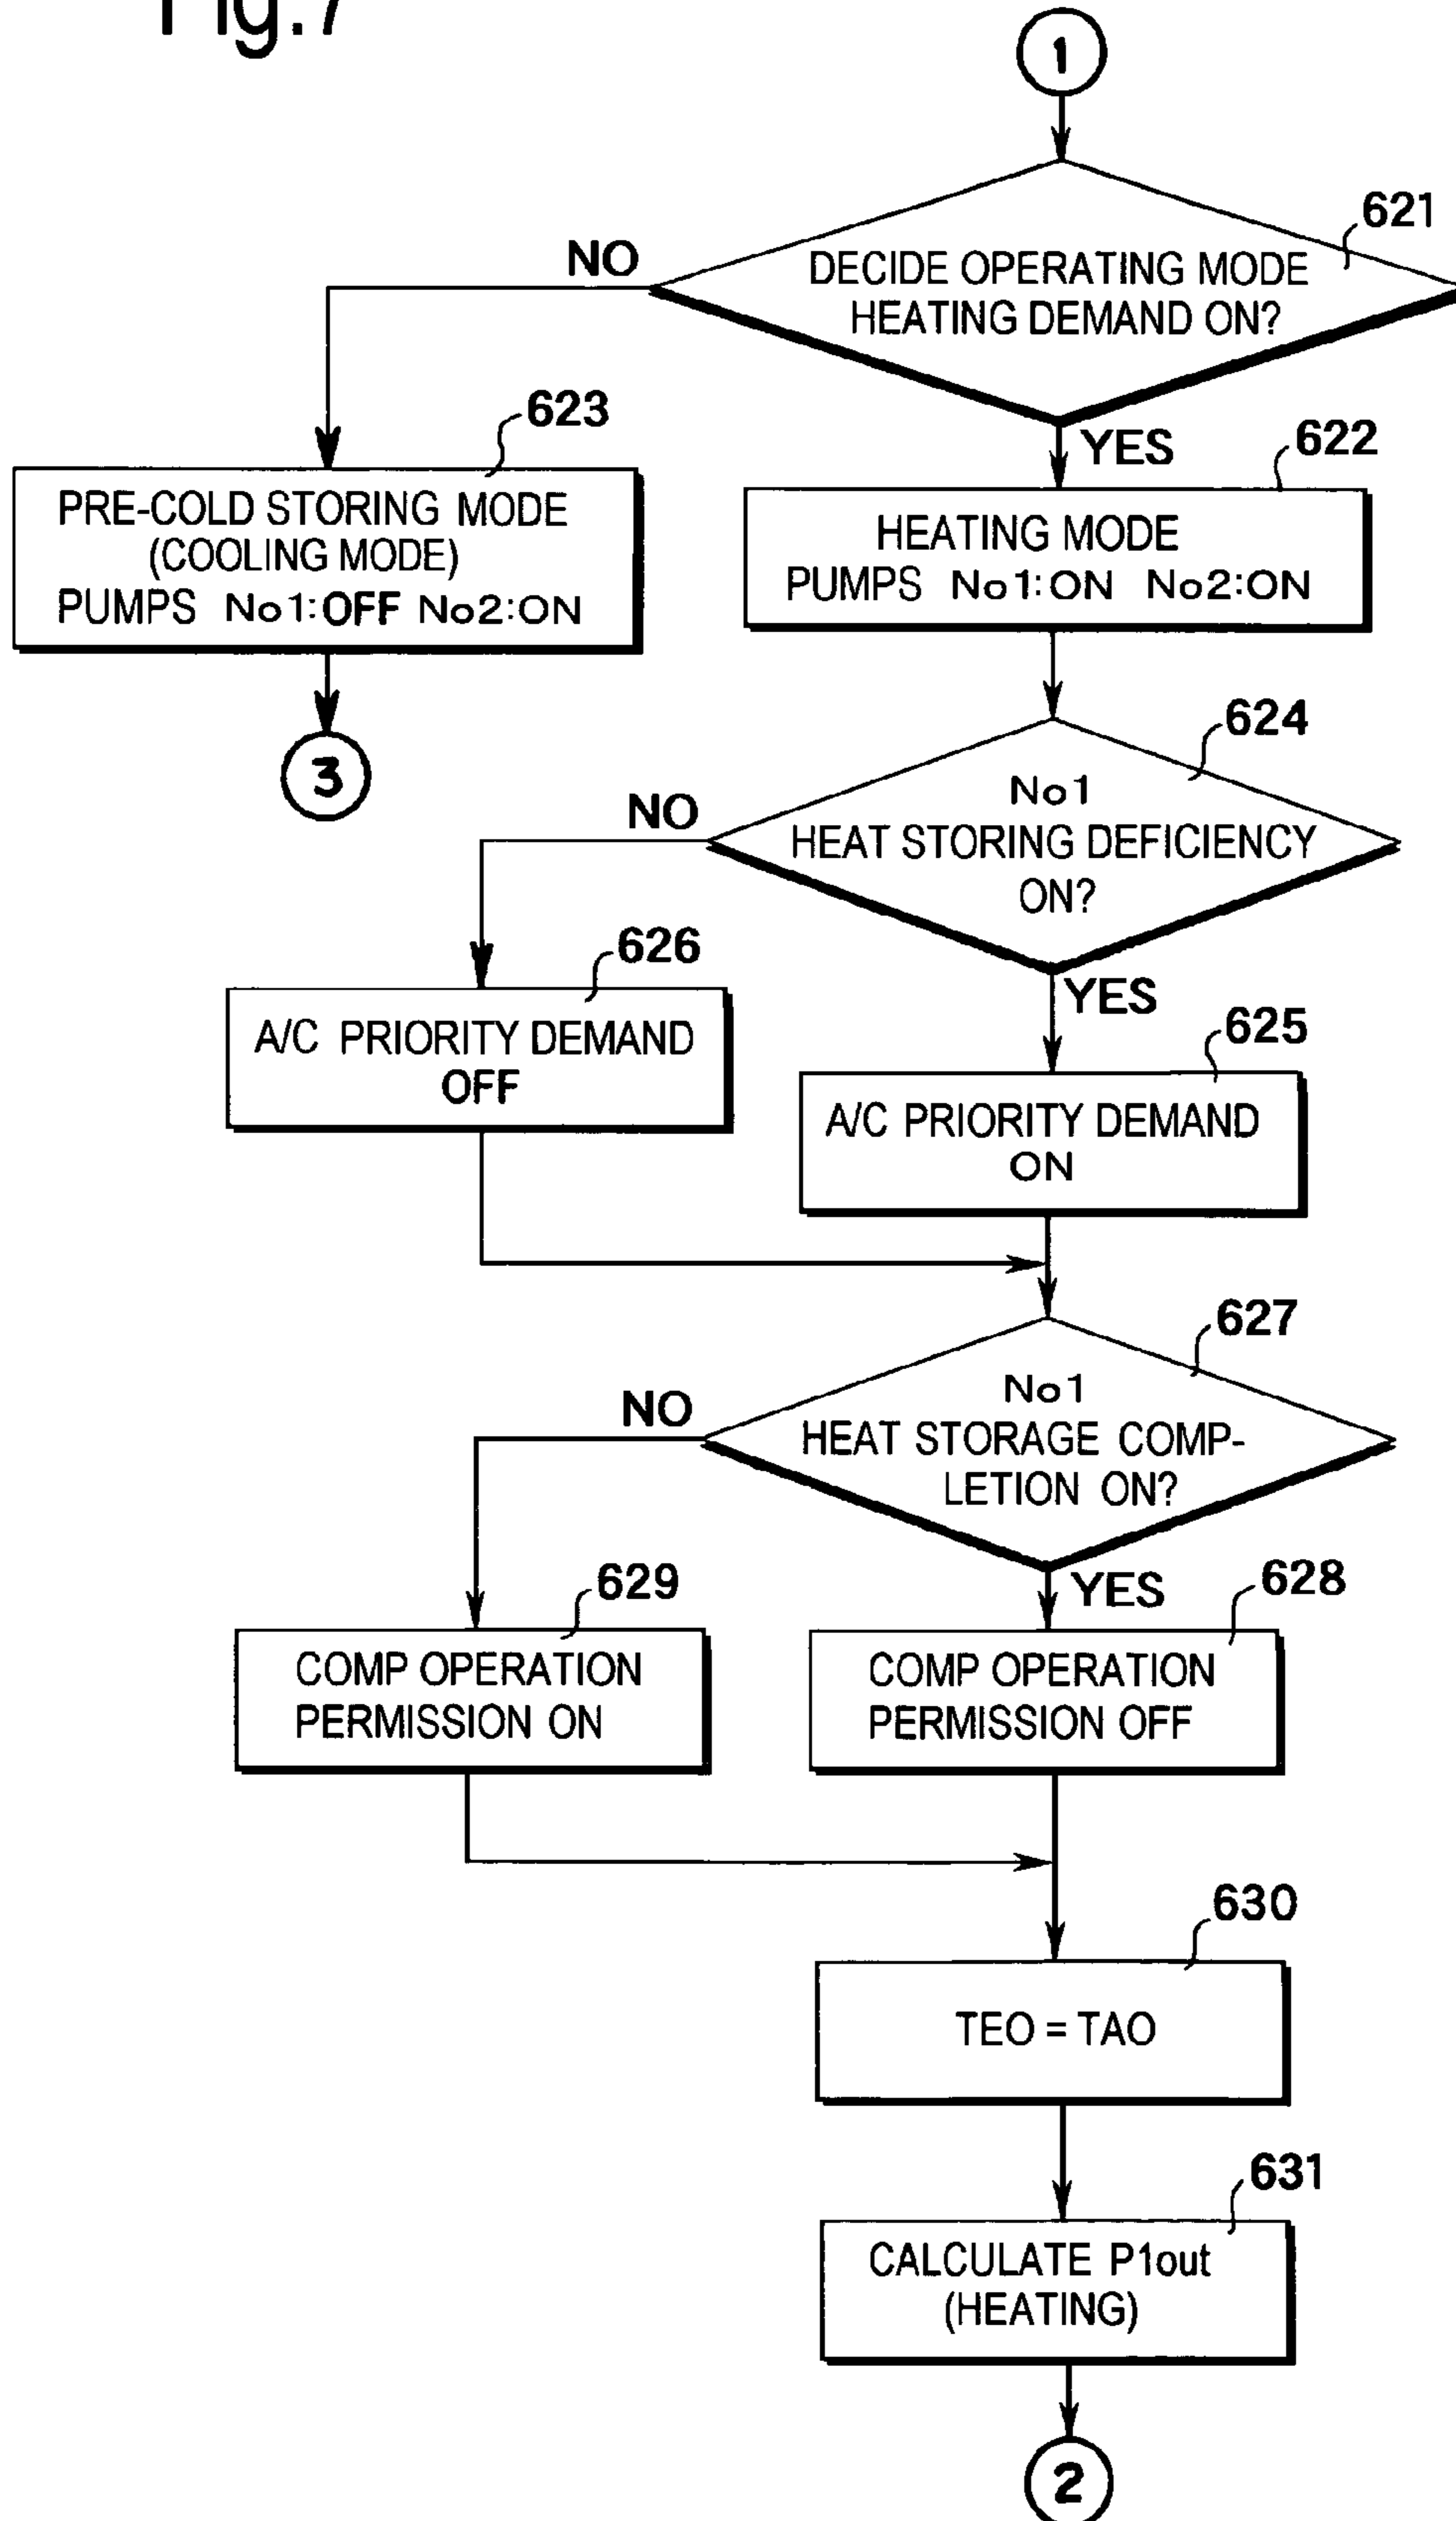 Fig.7
1
621
DECIDE OPERATING MODE
HEATING DEMAND ON?
NO
YES
623
PRE-COLD STORING MODE
(COOLING MODE)
PUMPS No1:OFF No2:ON
3
622
HEATING MODE
PUMPS No1:ON No2:ON
624
No1
HEAT STORING DEFICIENCY
ON?
NO
YES
626
A/C PRIORITY DEMAND
OFF
625
A/C PRIORITY DEMAND
ON
627
No1
HEAT STORAGE COMP-
LETION ON?
NO
YES
629
COMP OPERATION
PERMISSION ON
628
COMP OPERATION
PERMISSION OFF
630
TEO = TAO
631
CALCULATE P1out
(HEATING)
2